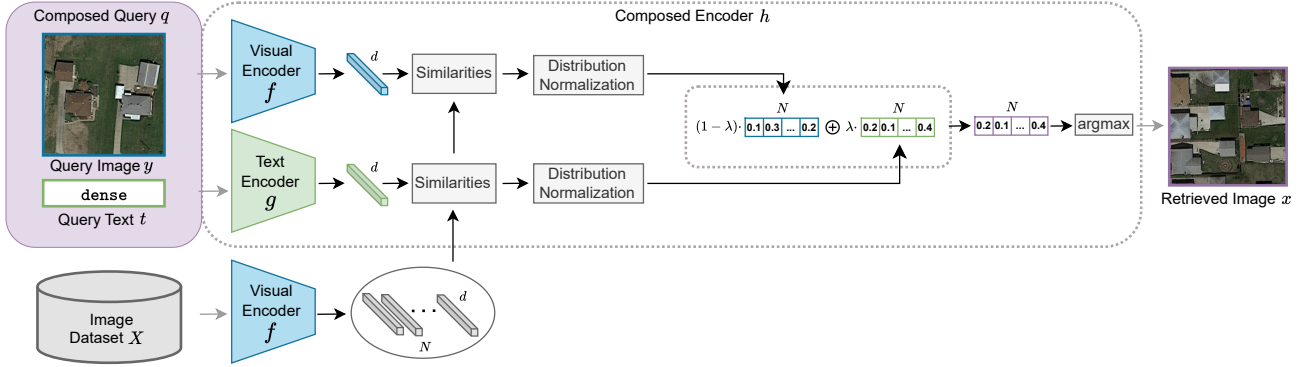 Composed Query q
Composed Encoder h
Visual
Encoder
f
d
Similarities
Distribution
Normalization
N
N
(1 − λ)· 0.1 0.3 ... 0.2 ⊕ λ· 0.2 0.1 ... 0.4
N
0.2 0.1 ... 0.4
argmax
Query Image y
dense
Query Text t
Text
Encoder
g
d
Similarities
Distribution
Normalization
Retrieved Image x
Image
Dataset X
Visual
Encoder
f
d
...
N